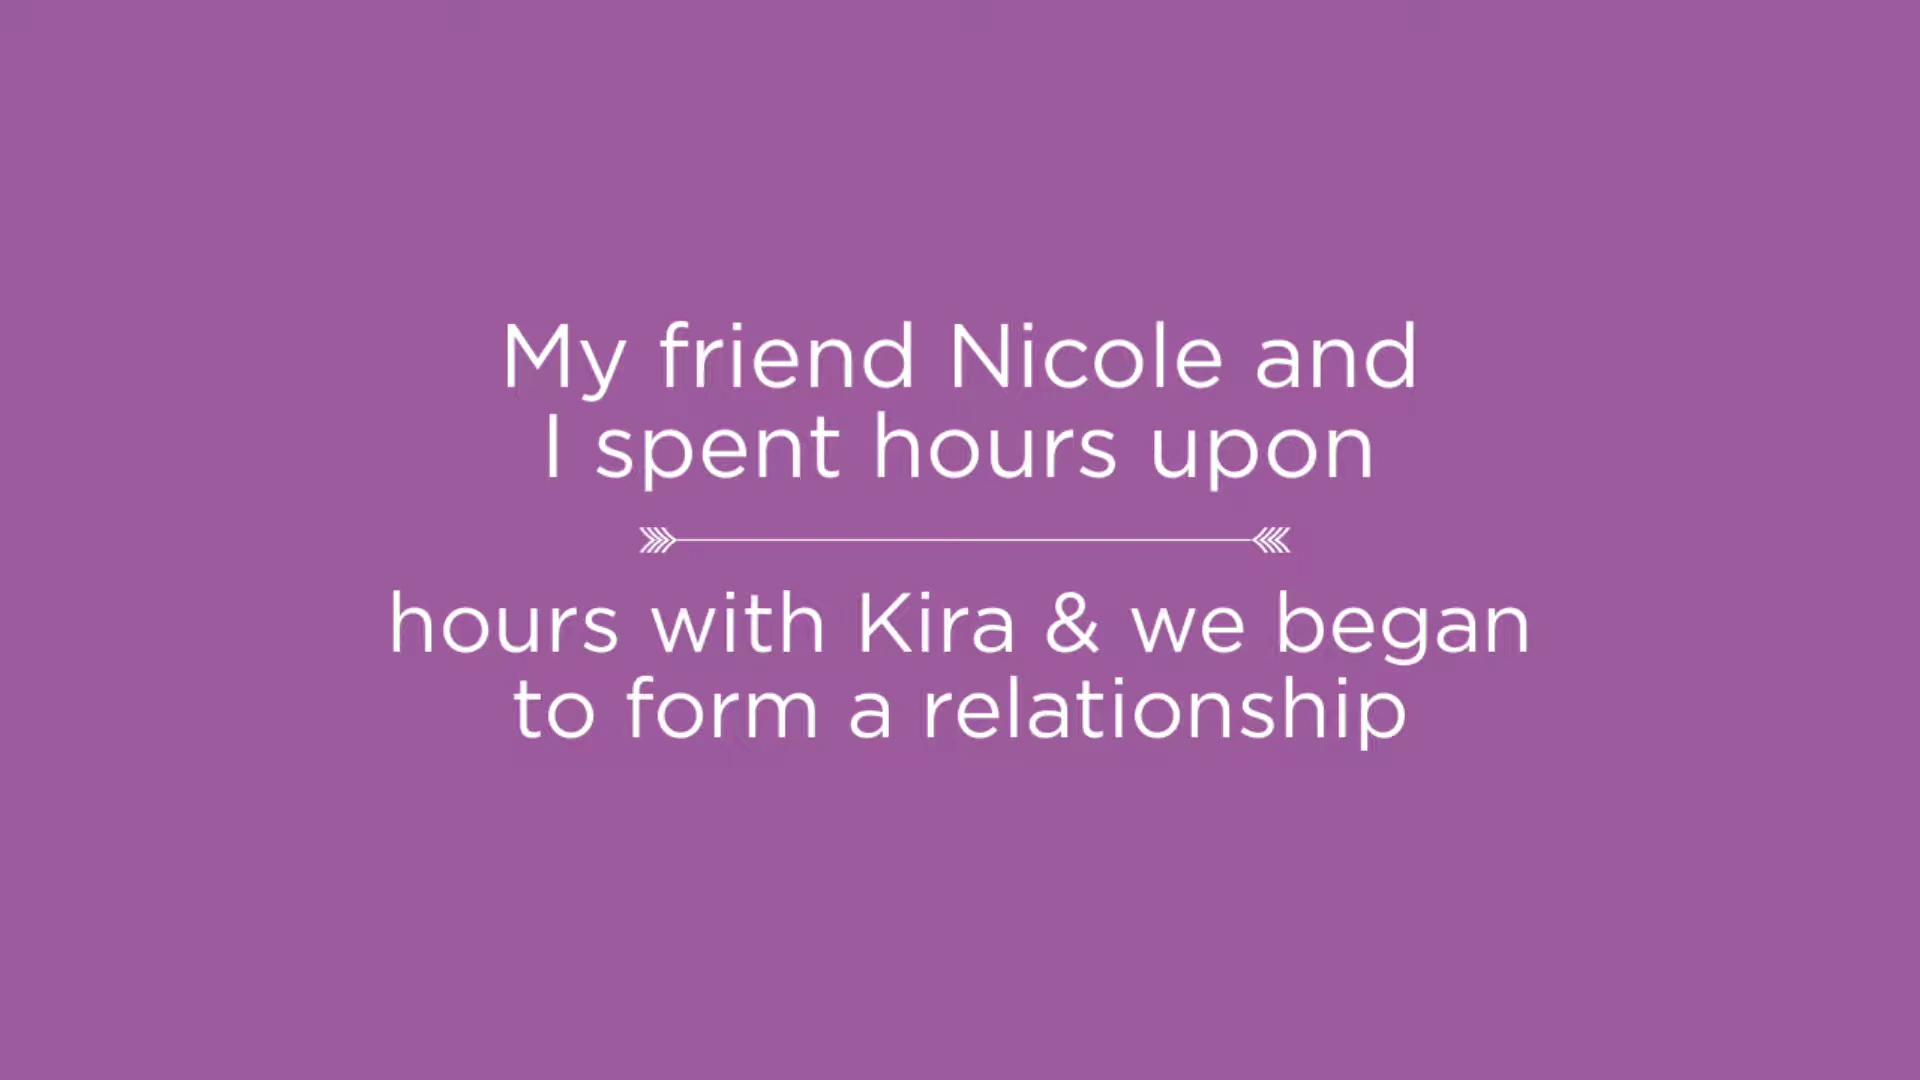 My friend Nicole and
I spent hours upon
hours with Kira & we began
to form a relationship